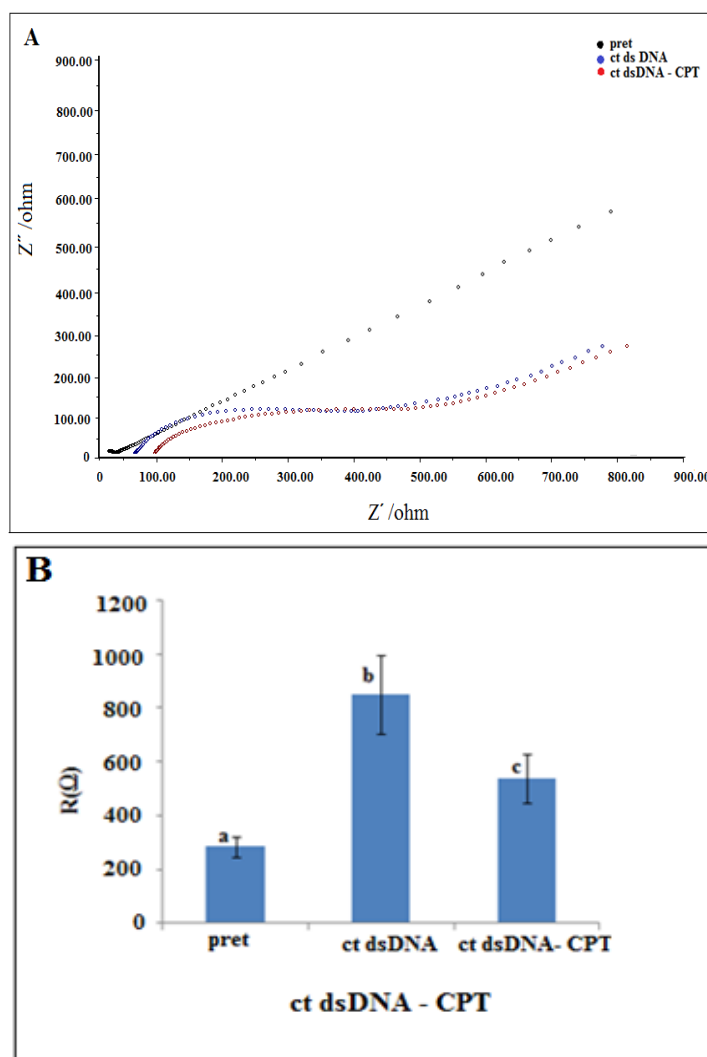 A
pret
ct ds DNA
ct dsDNA - CPT
900.00
800.00
700.00
600.00
500.00
400.00
300.00
200.00
100.00
0
Z˝ /ohm
0 100.00 200.00 300.00 400.00 500.00 600.00 700.00 800.00 900.00
Z´ /ohm
B
1200
1000
800
600
400
200
0
R(Ω)
a
b
c
pret ct dsDNA ct dsDNA- CPT
ct dsDNA - CPT